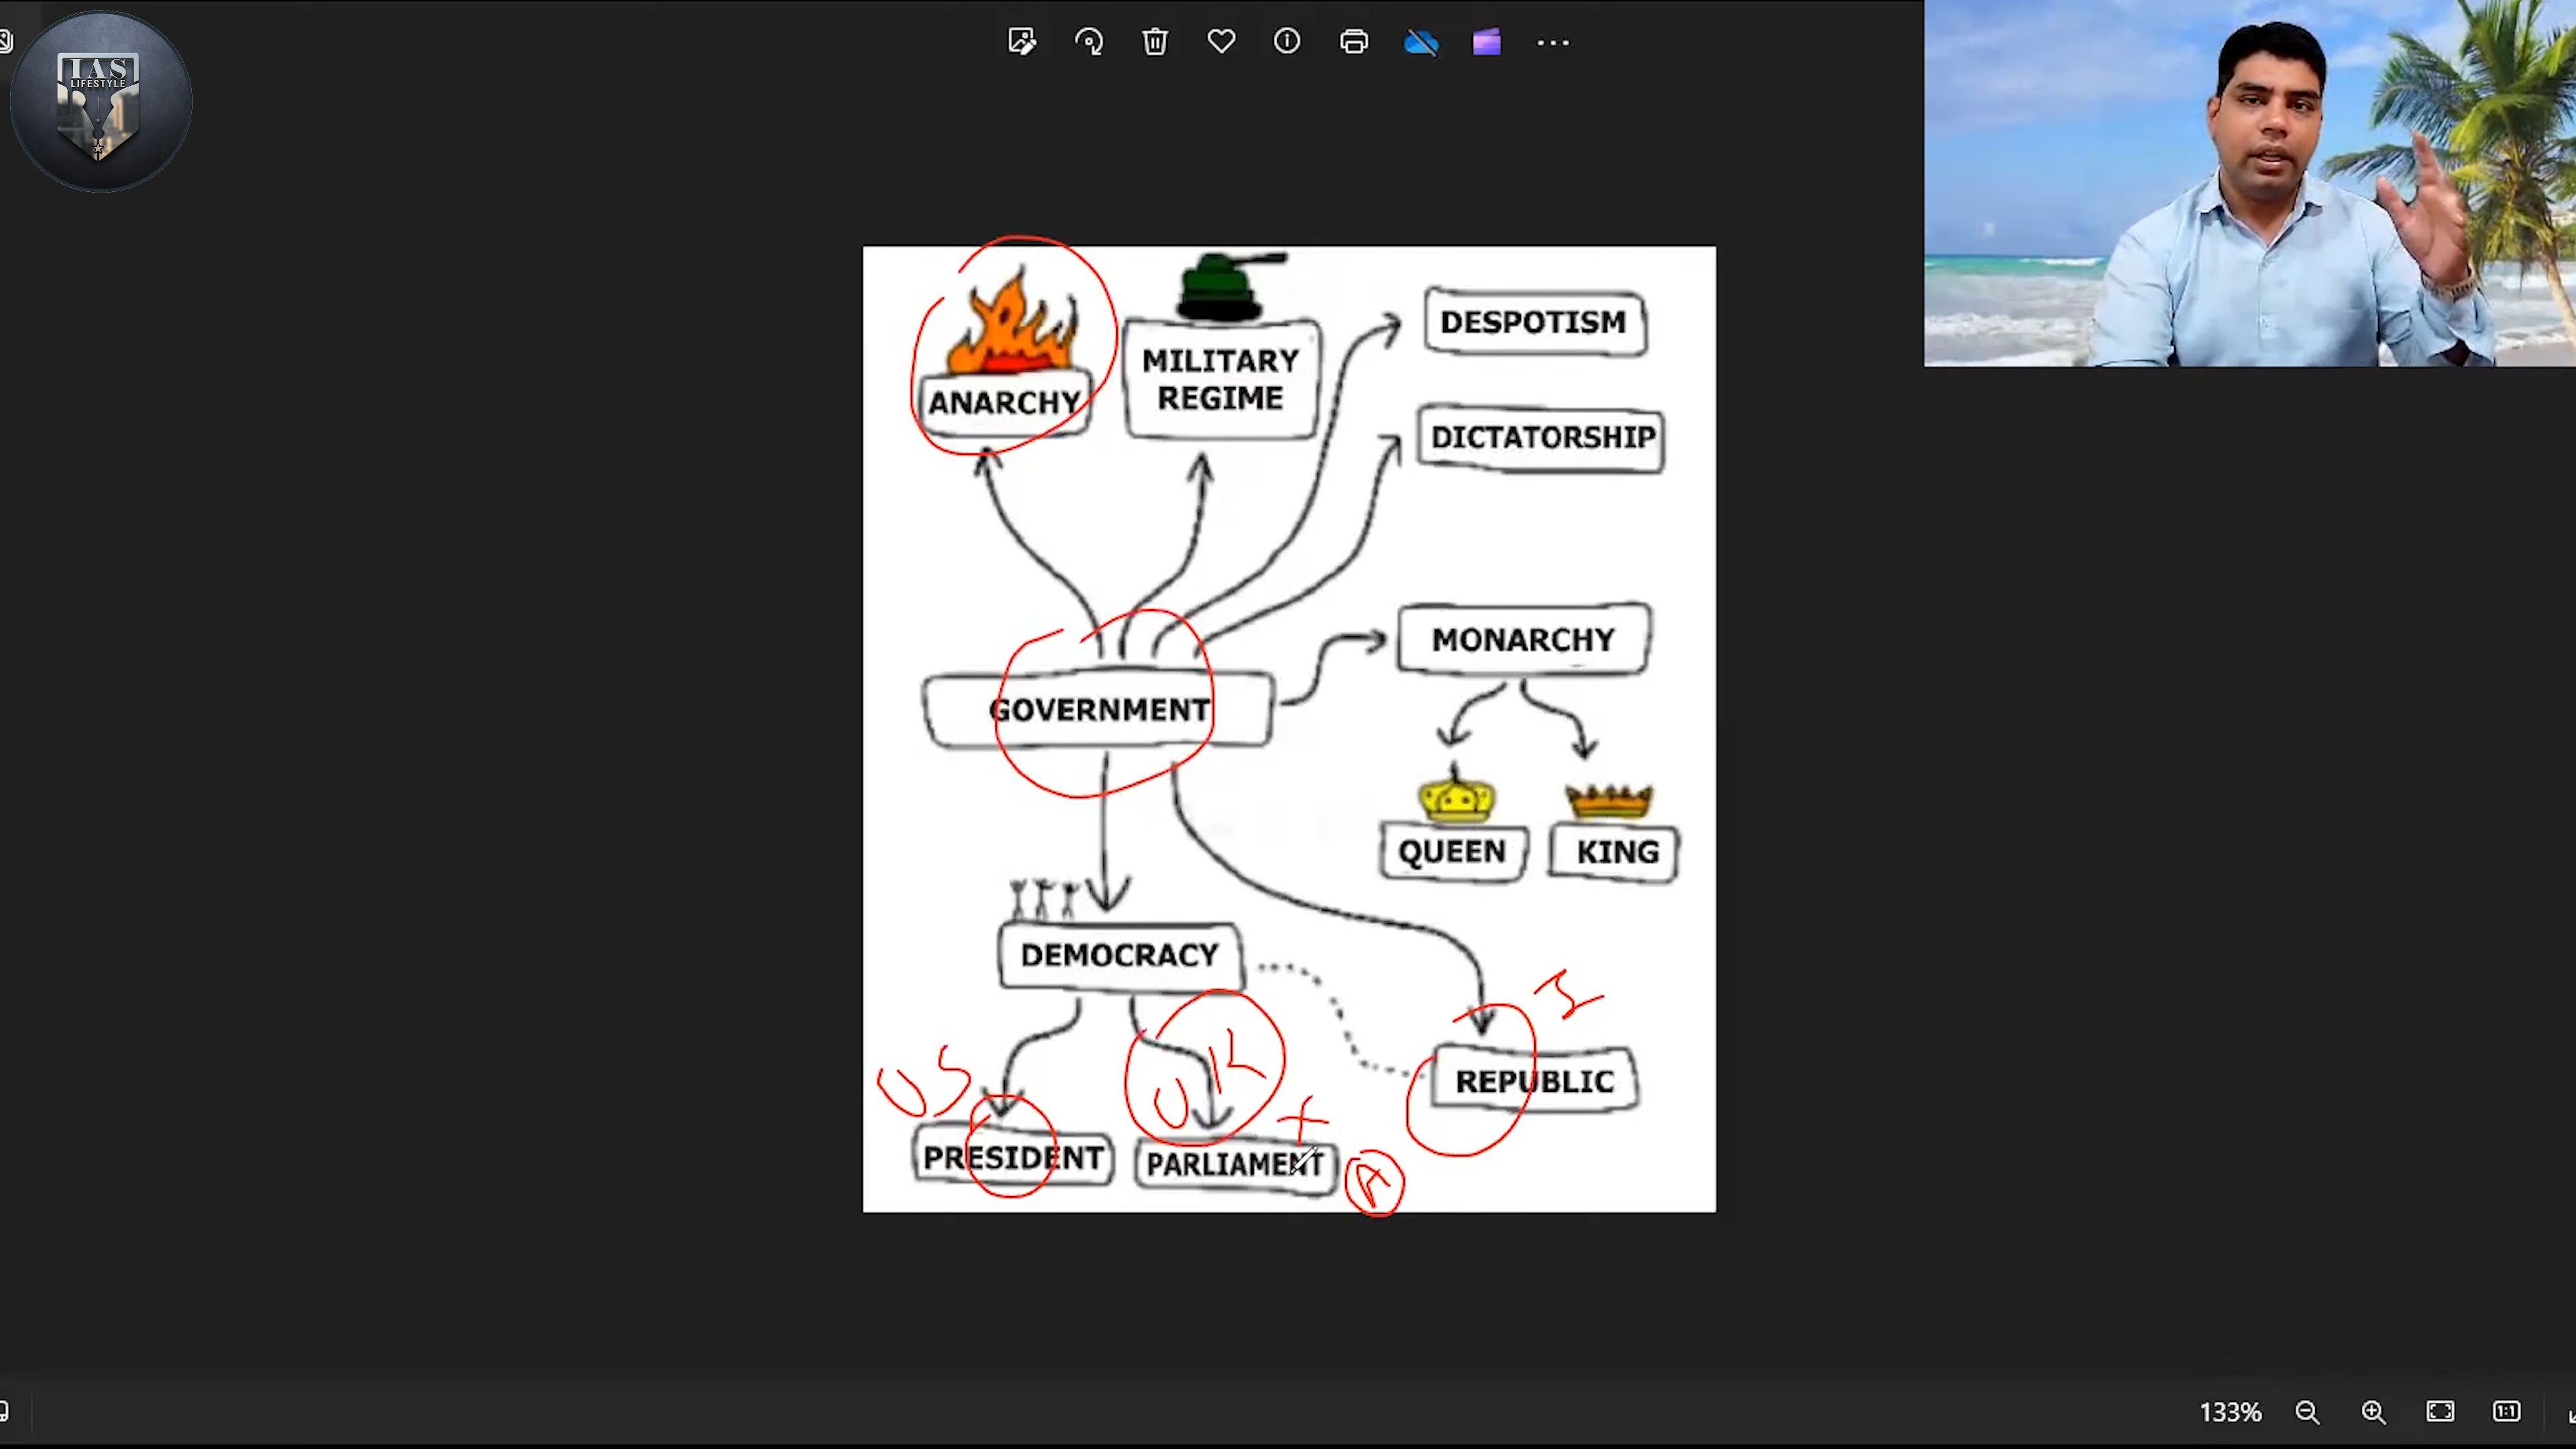 IAS
LIFESTYLE
ANARCHY
MILITARY
REGIME
DESPOTISM
DICTATORSHIP
GOVERNMENT
MONARCHY
QUEEN
KING
DEMOCRACY
I
US
UK
REPUBLIC
PRESIDENT
PARLIAMENT
A
133%